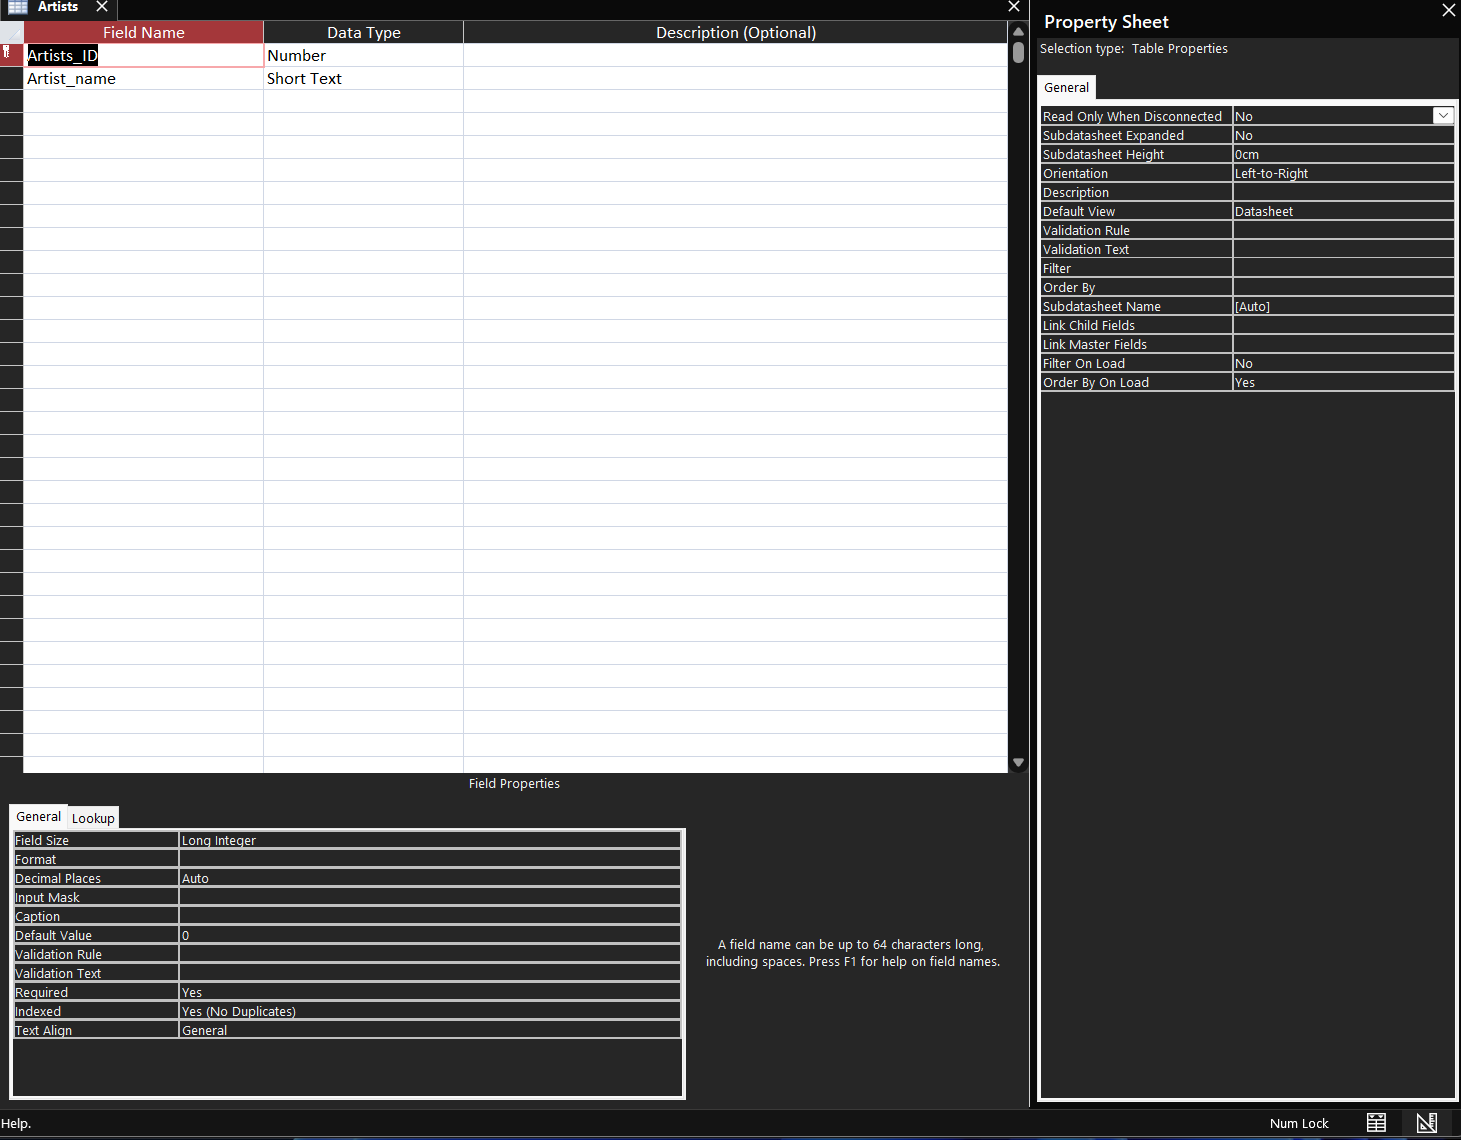 Artists
Field Name Data Type Description (Optional)
Artists_ID Number
Artist_name Short Text
Field Properties
General Lookup
Field Size Long Integer
Format
Decimal Places Auto
Input Mask
Caption
Default Value 0
Validation Rule
Validation Text
Required Yes
Indexed Yes (No Duplicates)
Text Align General
A field name can be up to 64 characters long,
including spaces. Press F1 for help on field names.
Property Sheet
Selection type: Table Properties
General
Read Only When Disconnected No
Subdatasheet Expanded No
Subdatasheet Height 0cm
Orientation Left-to-Right
Description
Default View Datasheet
Validation Rule
Validation Text
Filter
Order By
Subdatasheet Name [Auto]
Link Child Fields
Link Master Fields
Filter On Load No
Order By On Load Yes
Help.
Num Lock